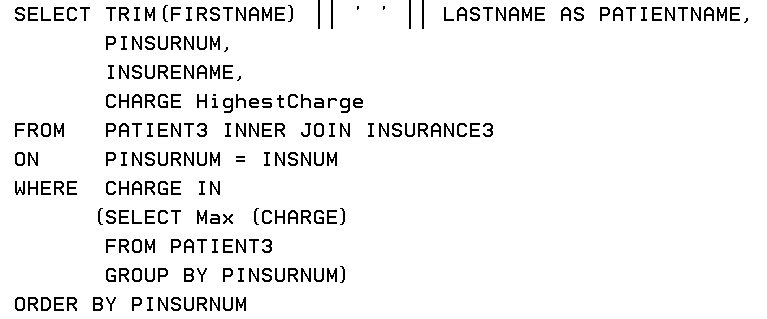 SELECT TRIM(FIRSTNAME) || ' ' || LASTNAME AS PATIENTNAME,
PINSURNUM,
INSURENAME,
CHARGE HighestCharge
FROM PATIENT3 INNER JOIN INSURANCE3
ON PINSURNUM = INSNUM
WHERE CHARGE IN
(SELECT Max (CHARGE)
FROM PATIENT3
GROUP BY PINSURNUM)
ORDER BY PINSURNUM